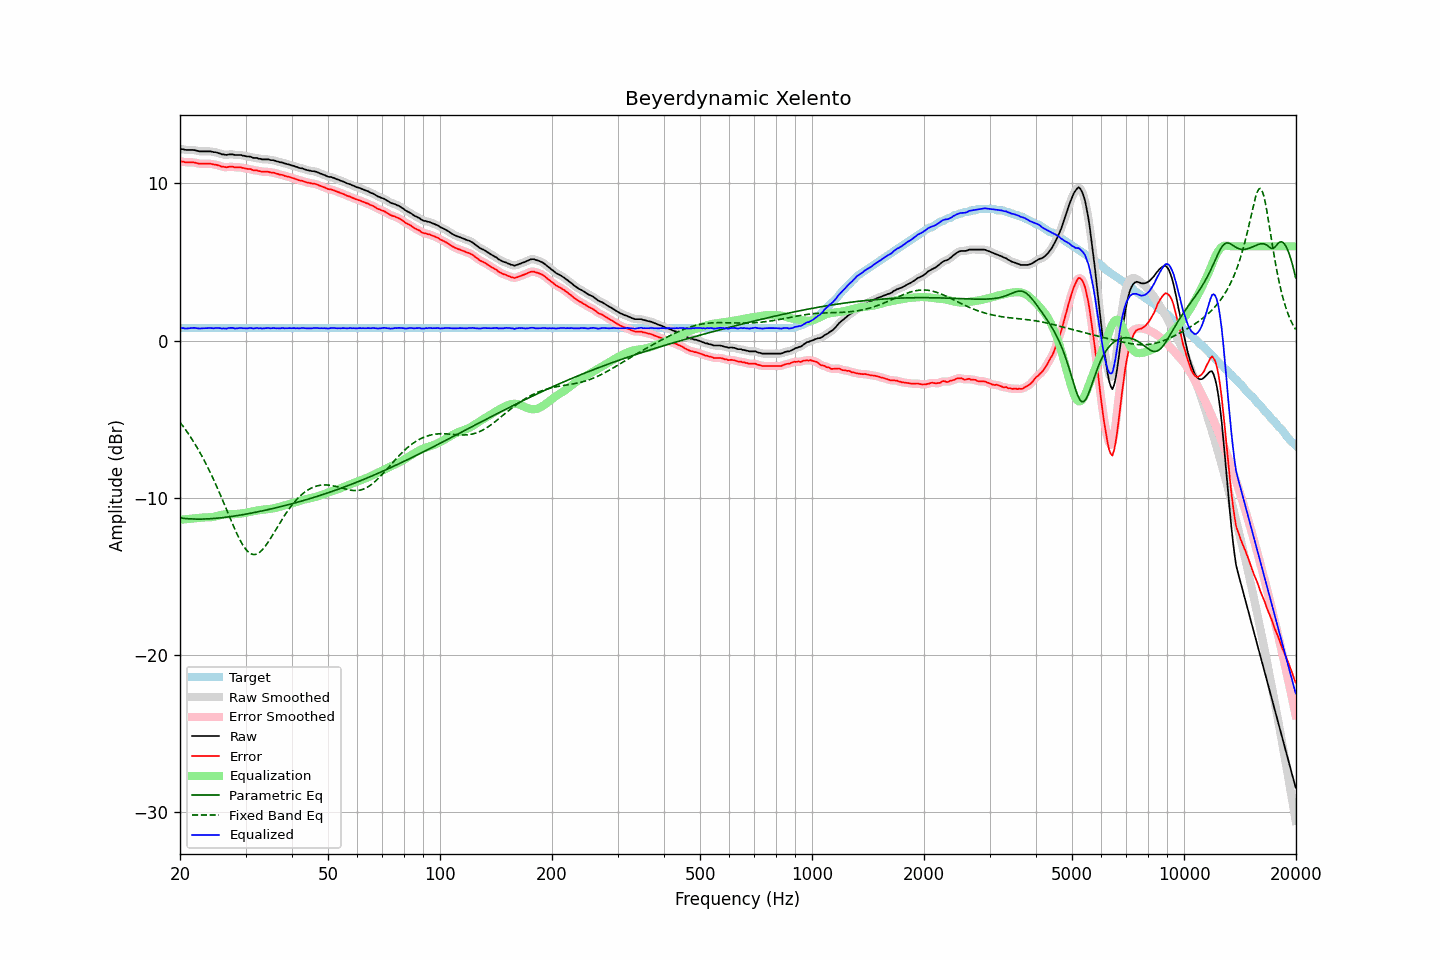 Beyerdynamic Xelento
Amplitude (dBr)
10
0
−10
−20
−30
Target
Raw Smoothed
Error Smoothed
Raw
Error
Equalization
Parametric Eq
Fixed Band Eq
Equalized
20 50 100 200 500 1000 2000 5000 10000 20000
Frequency (Hz)